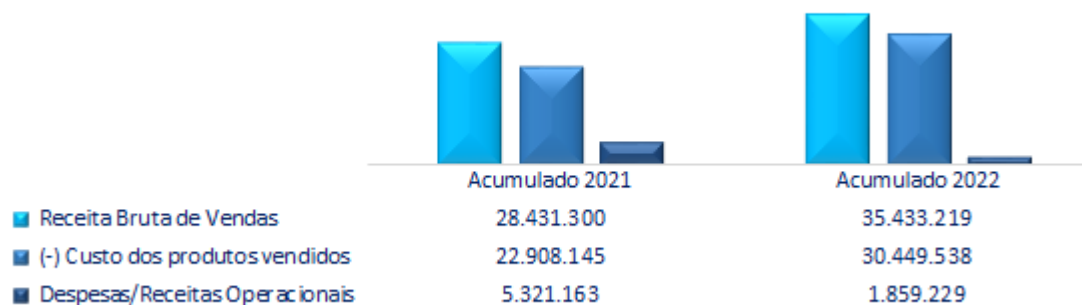 Acumulado 2021 Acumulado 2022
Receita Bruta de Vendas 28.431.300 35.433.219
(-) Custo dos produtos vendidos 22.908.145 30.449.538
Despesas/Receitas Operacionais 5.321.163 1.859.229